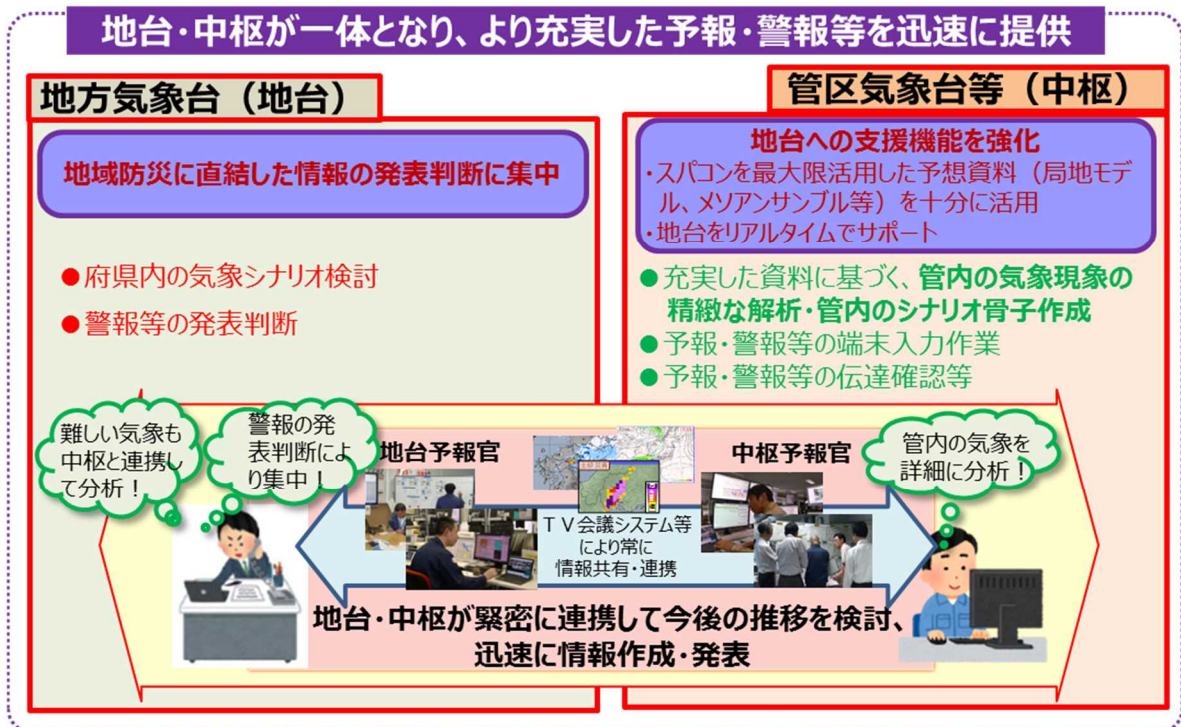 地台・中枢が一体となり、より充実した予報・警報等を迅速に提供
地方気象台（地台）
地域防災に直結した情報の発表判断に集中
●府県内の気象シナリオ検討
●警報等の発表判断
管区気象台等（中枢）
地台への支援機能を強化
・スパコンを最大限活用した予想資料（局地モデ
ル、メソアンサンブル等）を十分に活用
・地台をリアルタイムでサポート
●充実した資料に基づく、管内の気象現象の
精緻な解析・管内のシナリオ骨子作成
●予報・警報等の端末入力作業
●予報・警報等の伝達確認等
難しい気象も
中枢と連携し
て分析！
警報の発
表判断によ
り集中！
地台予報官
中枢予報官
管内の気象を
詳細に分析！
ＴＶ会議システム等
により常に
情報共有・連携
地台・中枢が緊密に連携して今後の推移を検討、
迅速に情報作成・発表